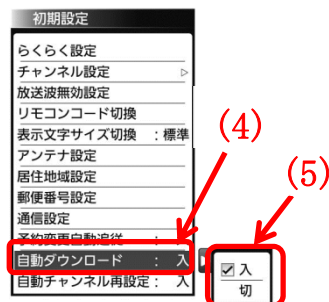 初期設定
らくらく設定
チャンネル設定 ▷
放送波無効設定
リモコンコード切換
表示文字サイズ切換 : 標準
アンテナ設定
居住地域設定
郵便番号設定
通信設定
予約変更自動追従 :
自動ダウンロード : 入
自動チャンネル再設定 : 入
(4)
(5)
入
切